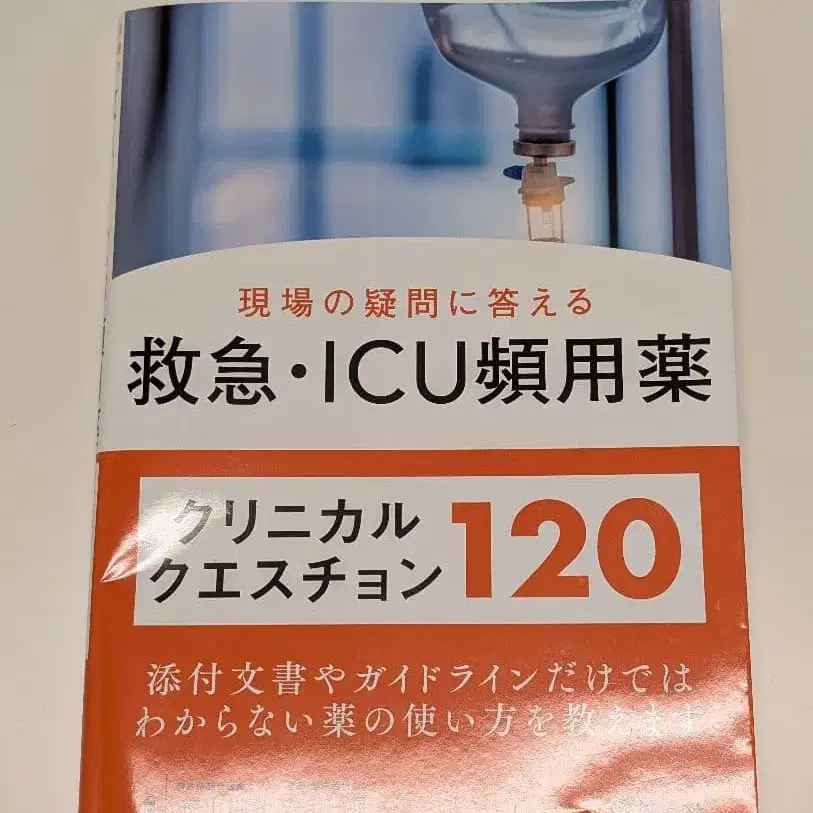 現場の疑問に答える
救急・ICU頻用薬
クリニカル
クエスチョン
120
添付文書やガイドラインだけでは
わからない薬の使い方を教えます